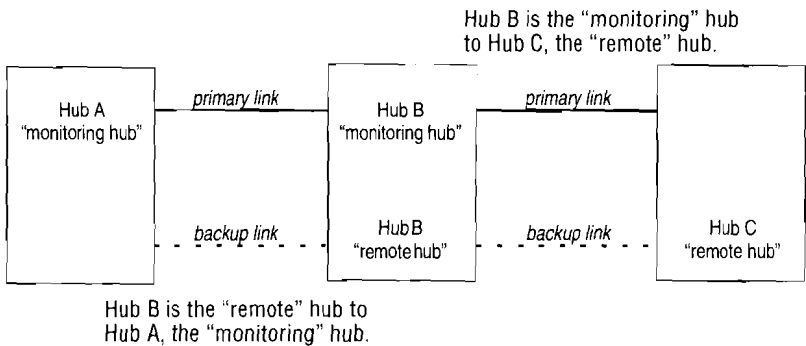 Hub B is the “monitoring” hub
to Hub C, the “remote” hub.
Hub A
“monitoring hub”
primary link
Hub B
“monitoring hub”
primary link
backup link
Hub B
“remote hub”
backup link
Hub C
“remote hub”
Hub B is the “remote” hub to
Hub A, the “monitoring” hub.